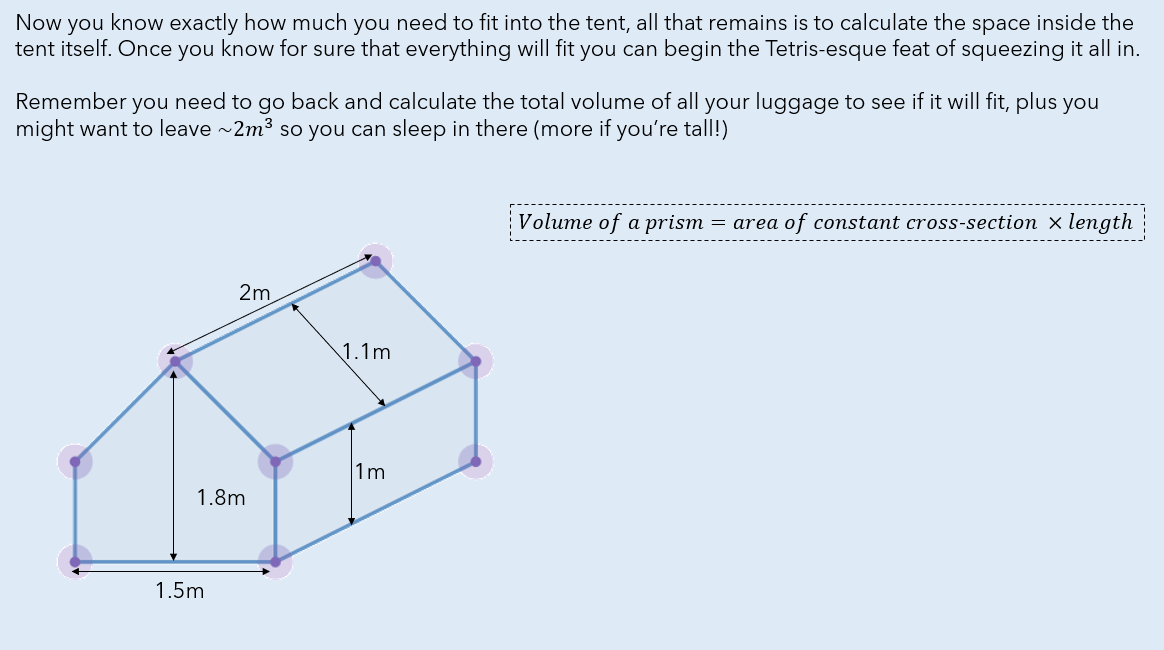 Now you know exactly how much you need to fit into the tent, all that remains is to calculate the space inside the
tent itself. Once you know for sure that everything will fit you can begin the Tetris-esque feat of squeezing it all in.
Remember you need to go back and calculate the total volume of all your luggage to see if it will fit, plus you
might want to leave ~2m³ so you can sleep in there (more if you're tall!)
Volume of a prism = area of constant cross-section × length
2m
1.1m
1m
1.8m
1.5m